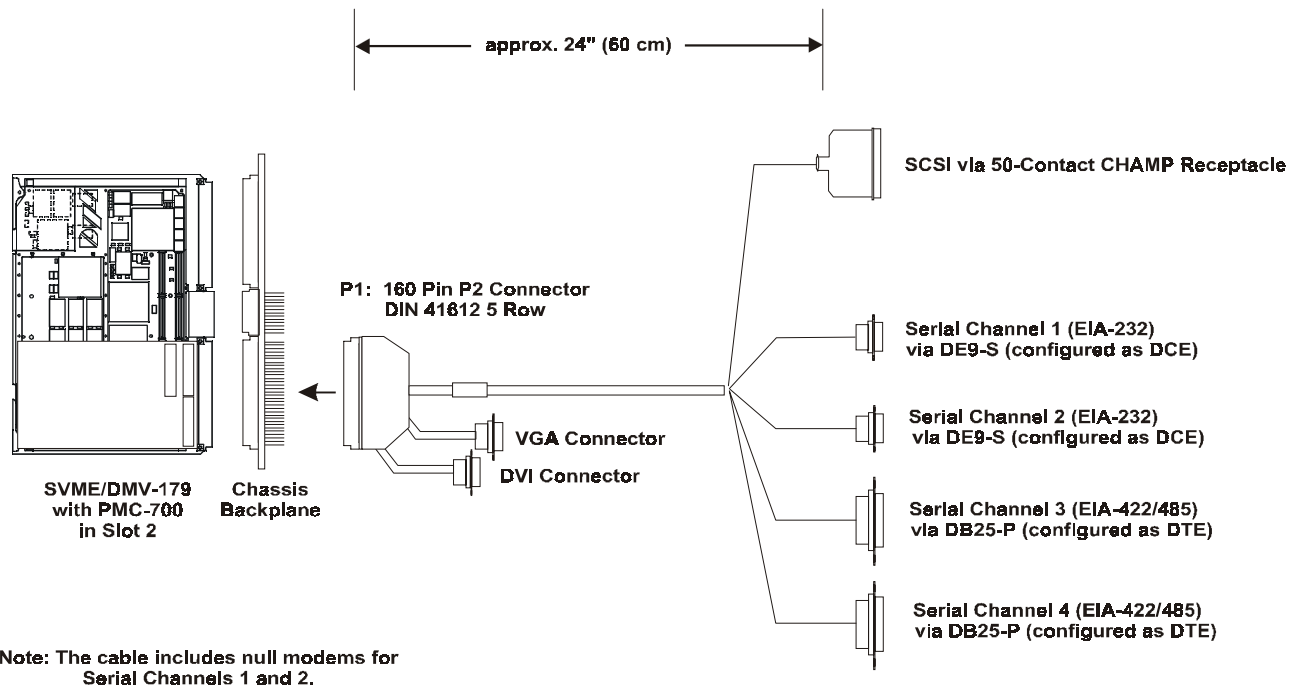 approx. 24" (60 cm)
SCSI via 50-Contact CHAMP Receptacle
P1: 160 Pin P2 Connector
DIN 41612 5 Row
Serial Channel 1 (EIA-232)
via DE9-S (configured as DCE)
Serial Channel 2 (EIA-232)
via DE9-S (configured as DCE)
VGA Connector
DVI Connector
SVME/DMV-179
with PMC-700
in Slot 2
Chassis
Backplane
Serial Channel 3 (EIA-422/485)
via DB25-P (configured as DTE)
Serial Channel 4 (EIA-422/485)
via DB25-P (configured as DTE)
Note: The cable includes null modems for
Serial Channels 1 and 2.